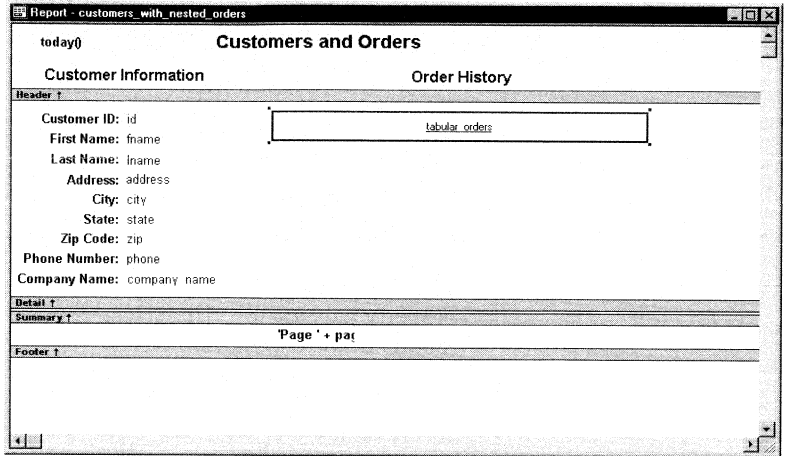 Report - customers_with_nested_orders
today()
Customers and Orders
Customer Information
Order History
Header ↑
Customer ID: id
tabular_orders
First Name: fname
Last Name: lname
Address: address
City: city
State: state
Zip Code: zip
Phone Number: phone
Company Name: company_name
Detail ↑
Summary ↑
'Page ' + pag
Footer ↑